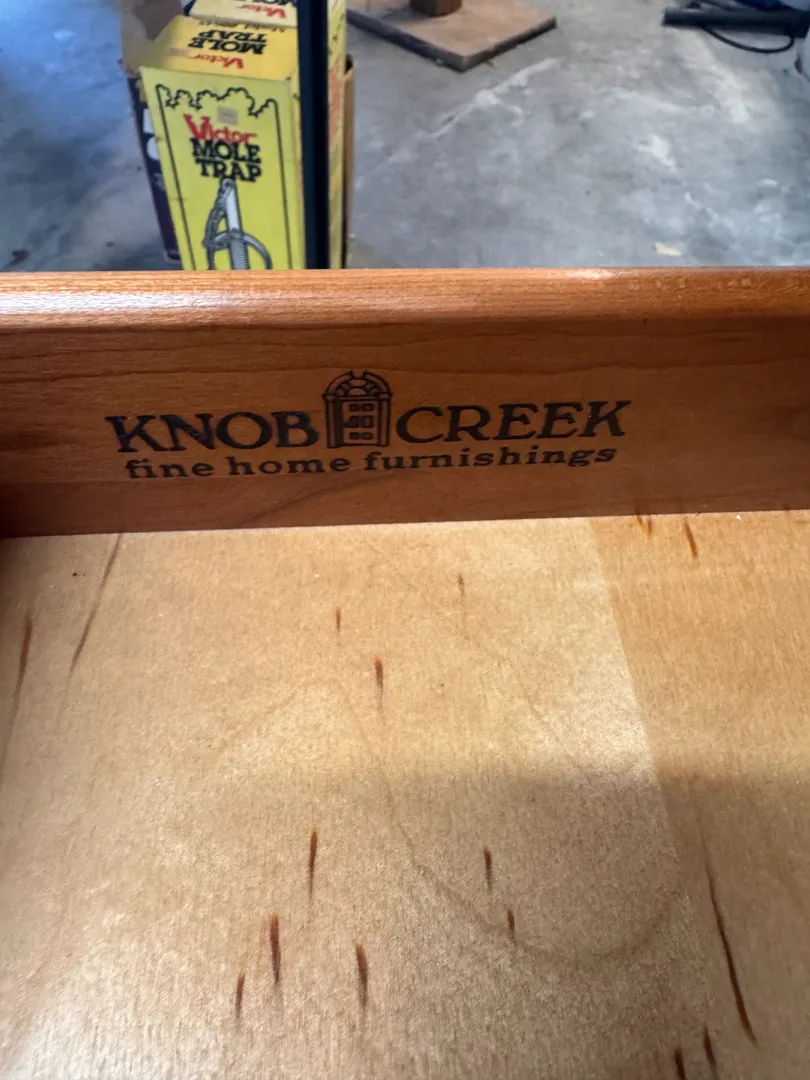 Victor
MOLE
TRAP
Victor
MOLE
TRAP
KNOB CREEK
fine home furnishings